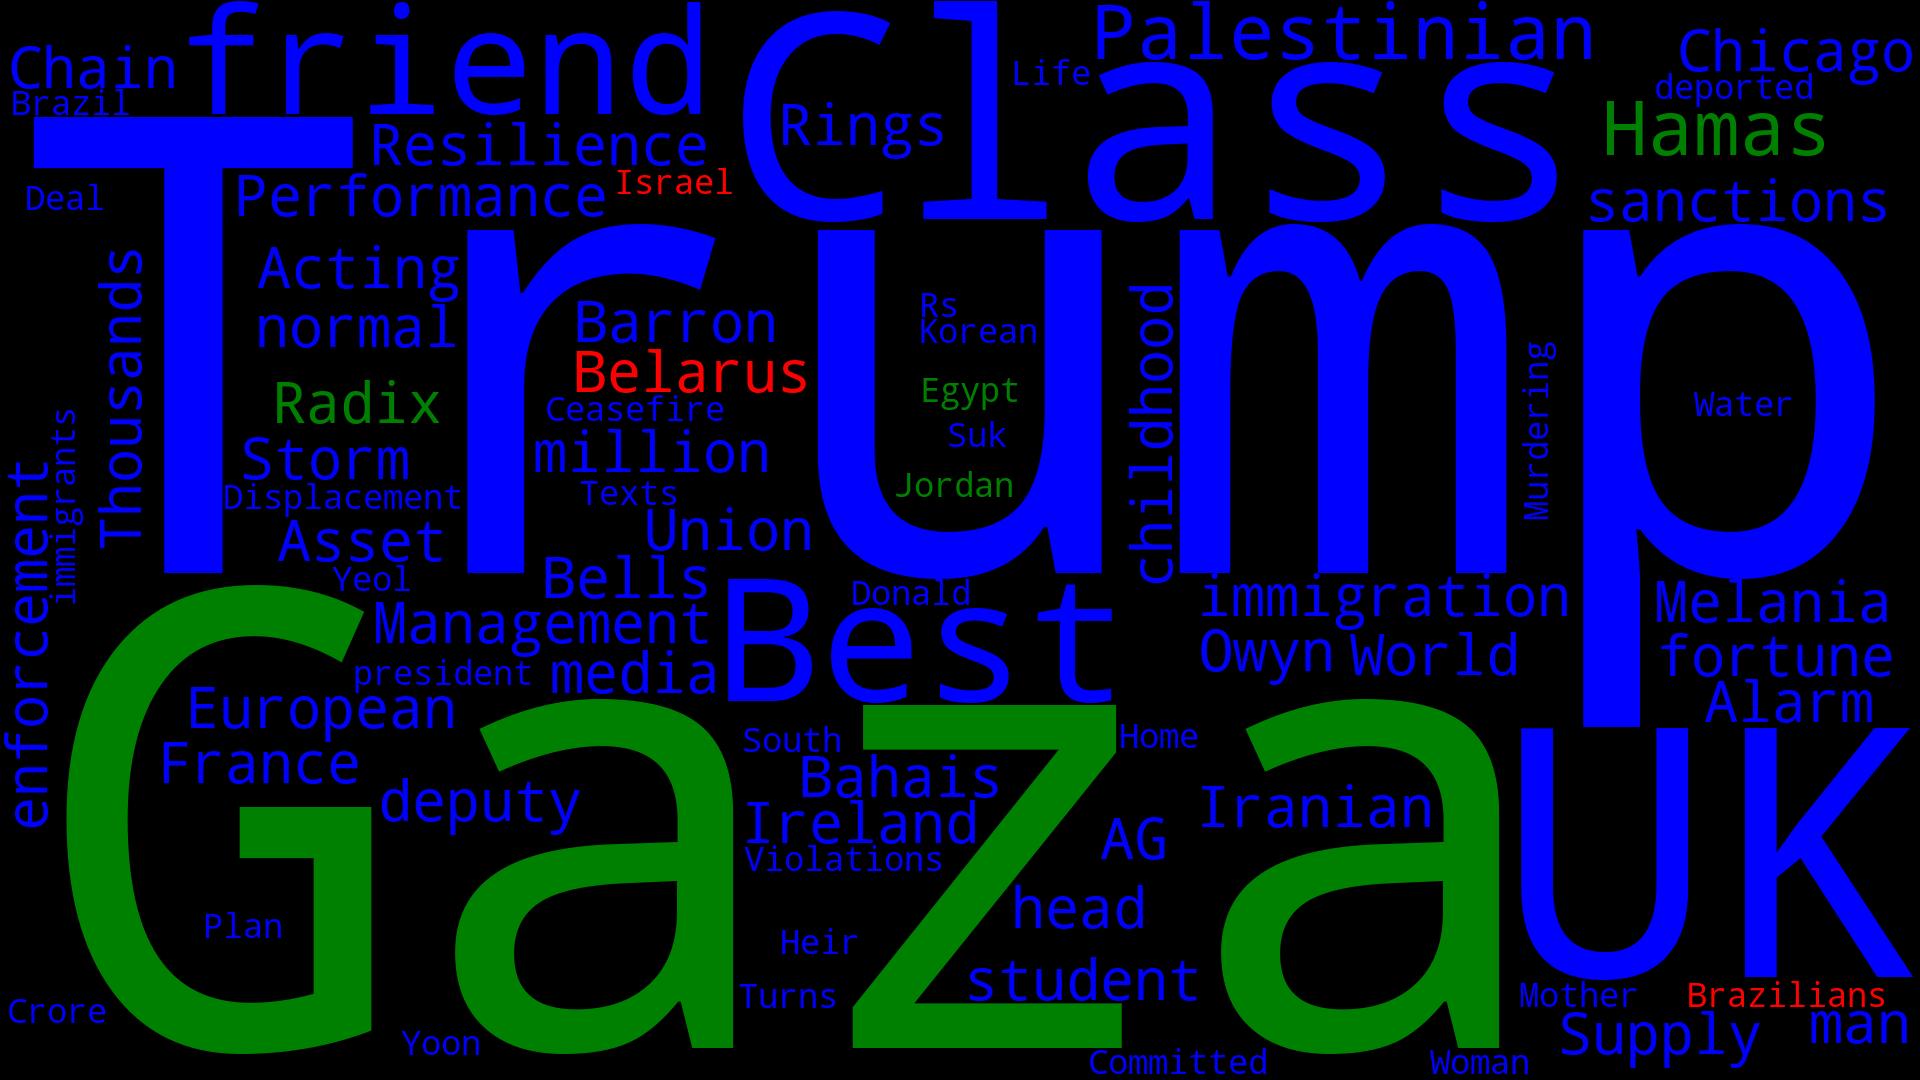 friend
Class
Palestinian
Chicago
Chain
Life
deported
Brazil
Rings
Hamas
Resilience
Israel
Deal
Performance
sanctions
Trump
Thousands
Acting
normal
Barron
Rs
Korean
childhood
Belarus
Murdering
Radix
Ceasefire
Egypt
Water
immigrants
Storm
million
Suk
Displacement
Texts
Jordan
enforcement
Asset
Union
Yeol
Bells
Best
Donald
immigration
Melania
Management
Owyn
World
fortune
president
media
European
Alarm
Gaza
France
South
Home
UK
Bahais
deputy
Ireland
Iranian
Violations
AG
Plan
head
Heir
student
Turns
Mother
Brazilians
Crore
Yoon
Supply
man
Committed
Woman